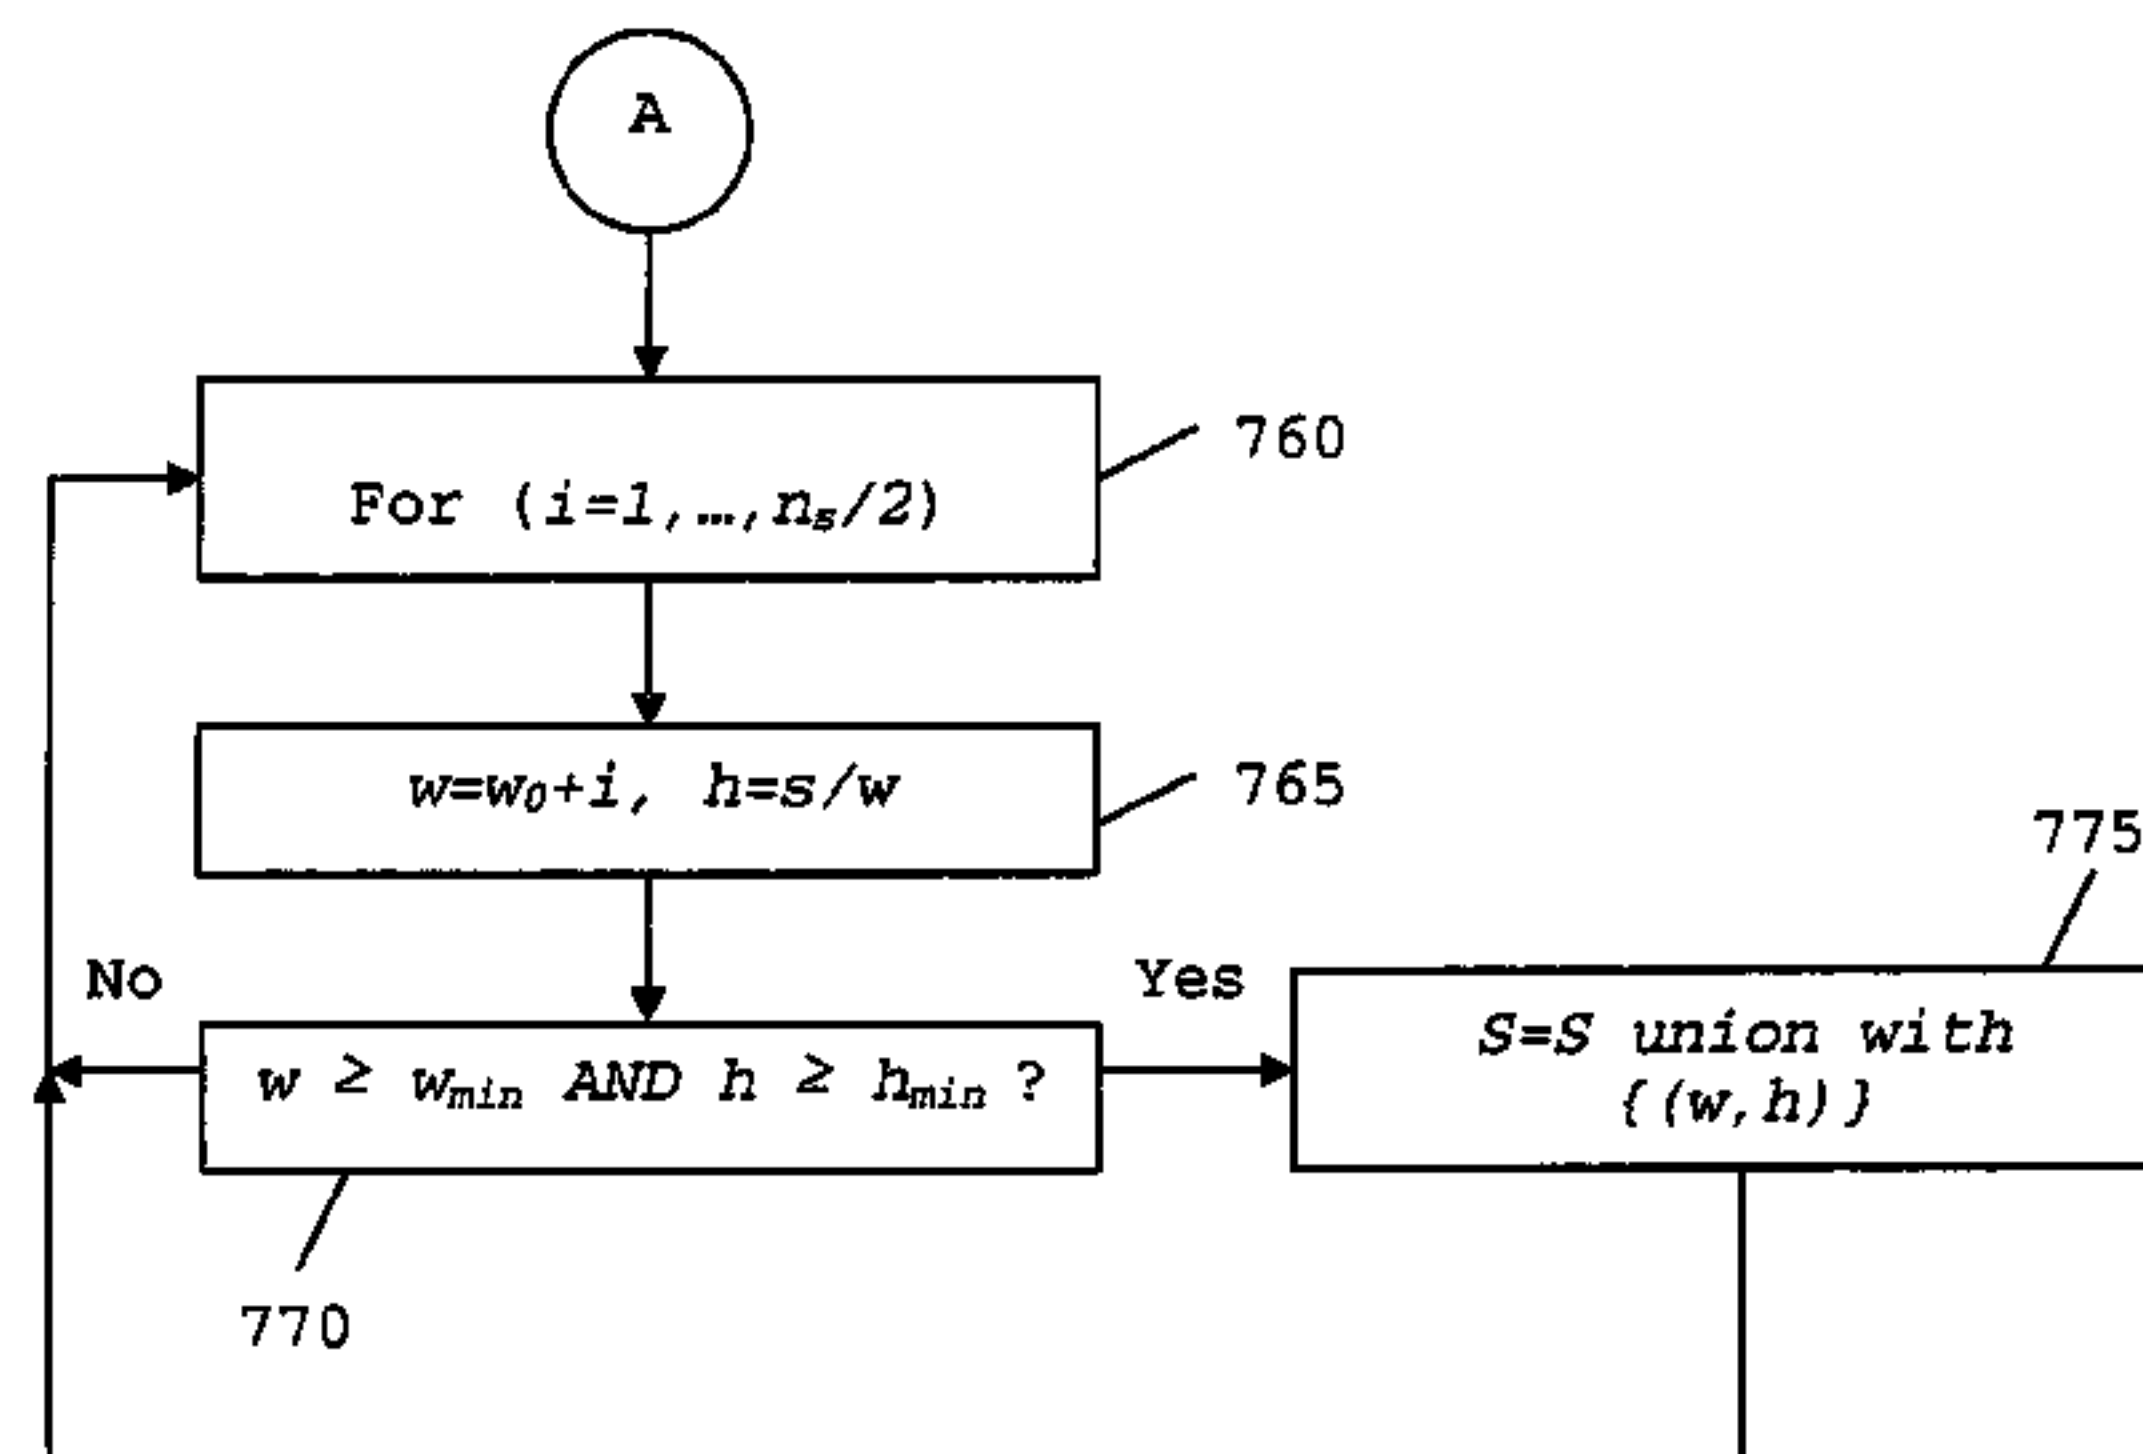 A
For (i=1,…,nₛ/2)
760
w=w₀+i, h=s/w
765
775
No
Yes
w ≥ wmin AND h ≥ hmin ?
S=S union with
{(w,h)}
770